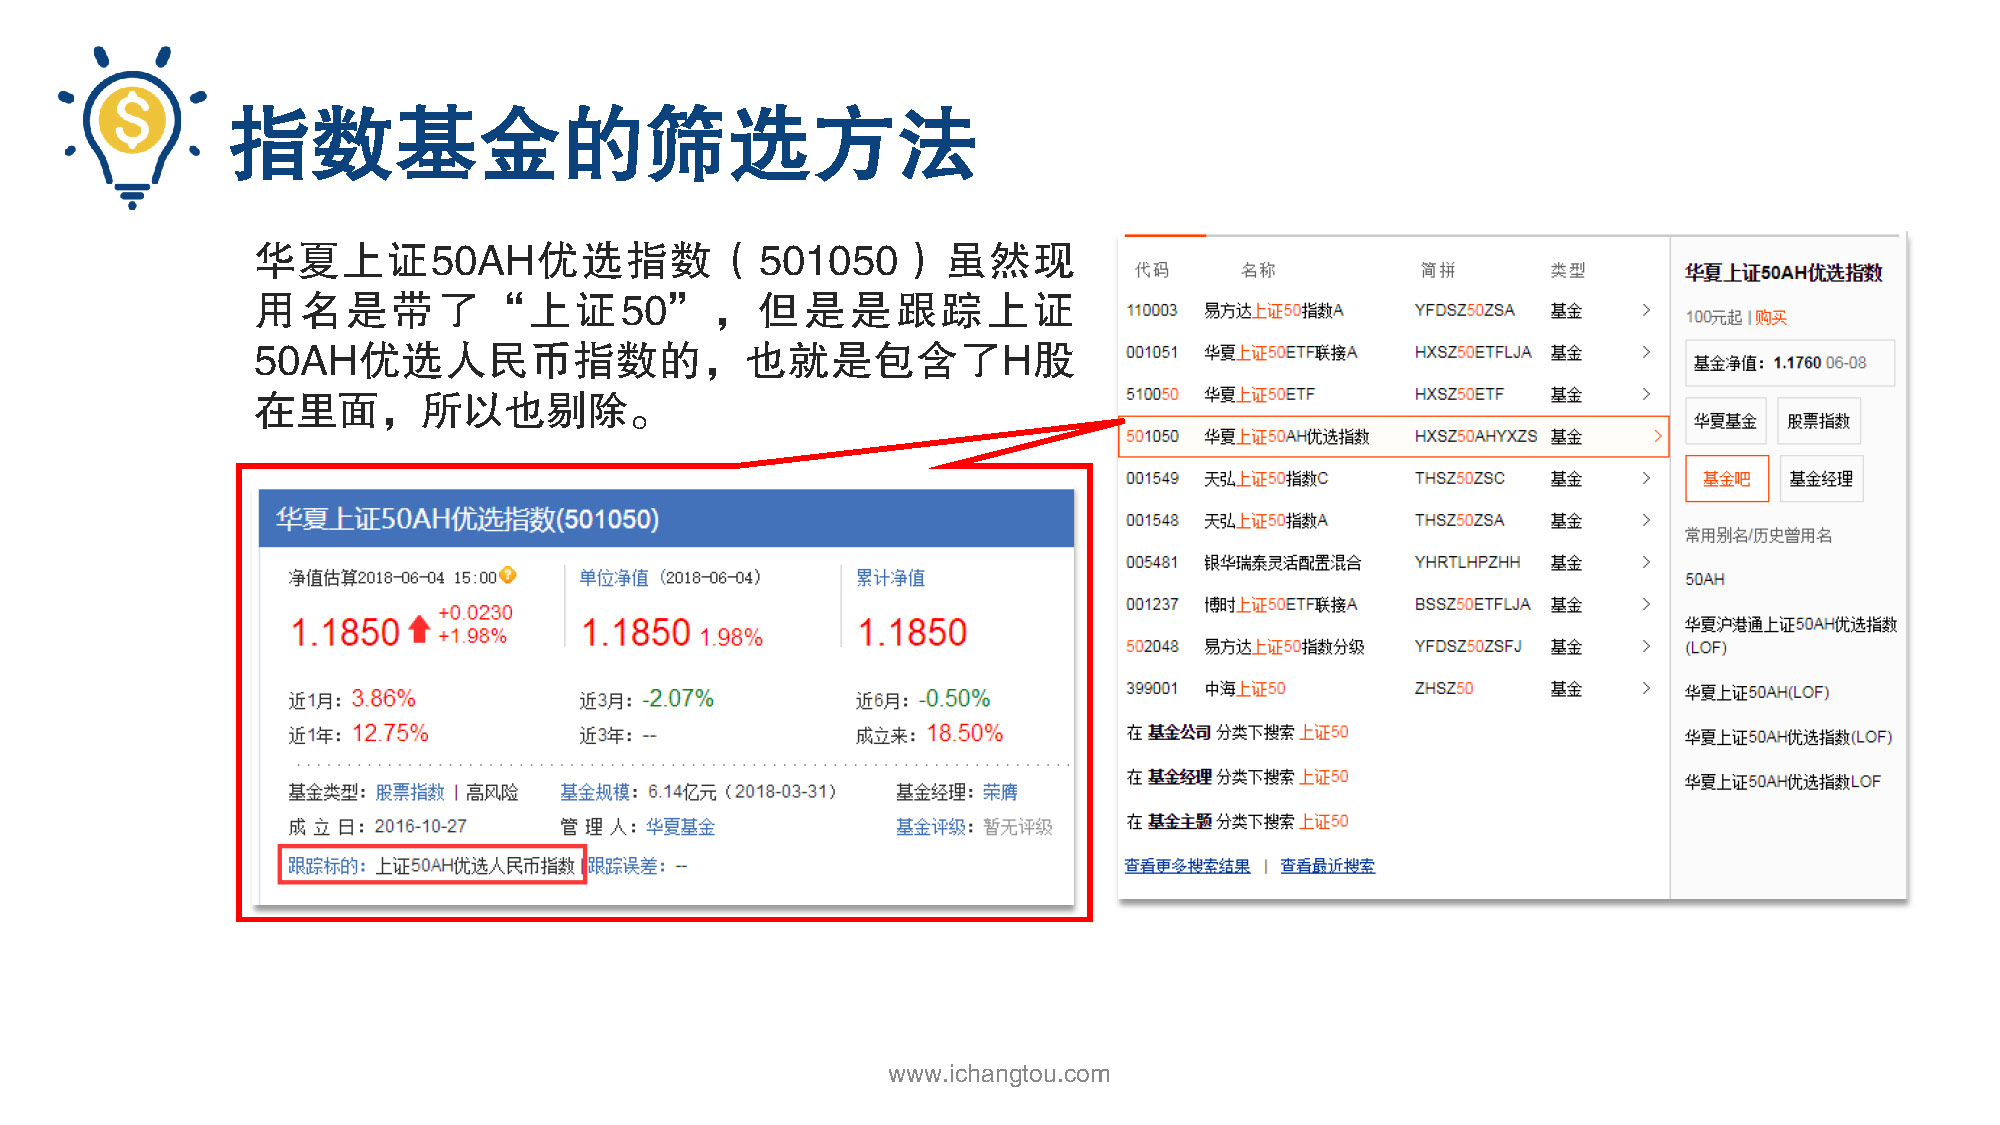 指数基金的筛选方法
华夏上证50AH优选指数（501050）虽然现
用名是带了“上证50”，但是是跟踪上证
50AH优选人民币指数的，也就是包含了H股
在里面，所以也剔除。
华夏上证50AH优选指数(501050)
净值估算2018-06-04 15:00 ?
单位净值（2018-06-04）
累计净值
1.1850 +0.0230 +1.98%
1.1850 1.98%
1.1850
近1月：3.86% 近3月：-2.07% 近6月：-0.50%
近1年：12.75% 近3年：-- 成立来：18.50%
基金类型：股票指数 | 高风险 基金规模：6.14亿元（2018-03-31） 基金经理：荣膺
成 立 日：2016-10-27 管 理 人：华夏基金 基金评级：暂无评级
跟踪标的：上证50AH优选人民币指数 | 跟踪误差：--
代码 名称 简拼 类型
110003 易方达上证50指数A YFDSZ50ZSA 基金
001051 华夏上证50ETF联接A HXSZ50ETFLJA 基金
510050 华夏上证50ETF HXSZ50ETF 基金
501050 华夏上证50AH优选指数 HXSZ50AHYXZS 基金
001549 天弘上证50指数C THSZ50ZSC 基金
001548 天弘上证50指数A THSZ50ZSA 基金
005481 银华瑞泰灵活配置混合 YHRTLHPZHH 基金
001237 博时上证50ETF联接A BSSZ50ETFLJA 基金
502048 易方达上证50指数分级 YFDSZ50ZSFJ 基金
399001 中海上证50 ZHSZ50 基金
在 基金公司 分类下搜索 上证50
在 基金经理 分类下搜索 上证50
在 基金主题 分类下搜索 上证50
查看更多搜索结果 | 查看最近搜索
华夏上证50AH优选指数
100元起 | 购买
基金净值：1.1760 06-08
华夏基金 股票指数
基金吧 基金经理
常用别名/历史曾用名
50AH
华夏沪港通上证50AH优选指数
(LOF)
华夏上证50AH(LOF)
华夏上证50AH优选指数(LOF)
华夏上证50AH优选指数LOF
www.ichangtou.com